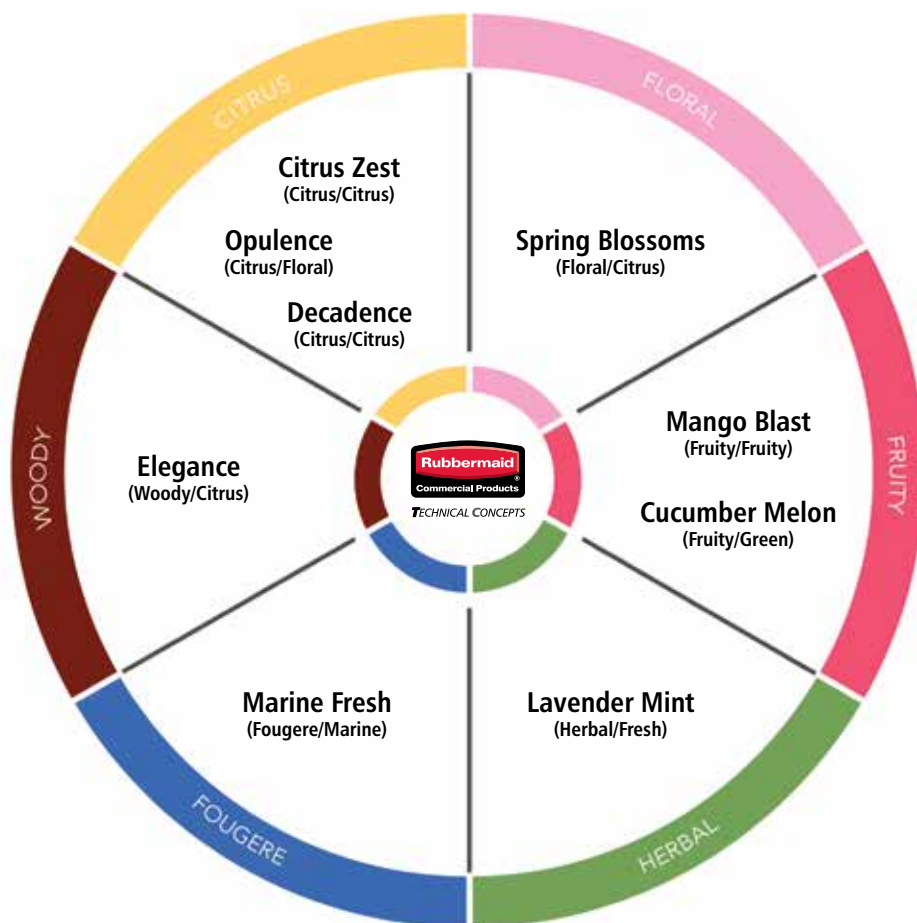 CITRUS
FLORAL
Citrus Zest
(Citrus/Citrus)
Opulence
(Citrus/Floral)
Decadence
(Citrus/Citrus)
Spring Blossoms
(Floral/Citrus)
WOODY
Elegance
(Woody/Citrus)
Rubbermaid
®
Commercial Products
TECHNICAL CONCEPTS
Mango Blast
(Fruity/Fruity)
Cucumber Melon
(Fruity/Green)
FRUITY
Marine Fresh
(Fougere/Marine)
Lavender Mint
(Herbal/Fresh)
FOUGERE
HERBAL